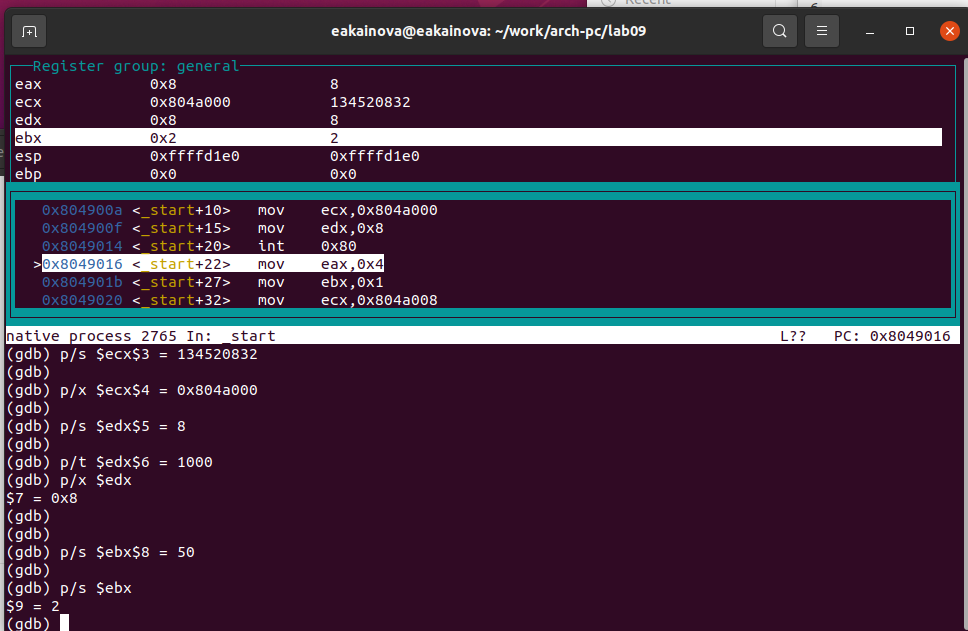 Recent
eakainova@eakainova: ~/work/arch-pc/lab09
Register group: general
eax 0x8 8
ecx 0x804a000 134520832
edx 0x8 8
ebx 0x2 2
esp 0xffffd1e0 0xffffd1e0
ebp 0x0 0x0
0x804900a <_start+10> mov ecx,0x804a000
0x804900f <_start+15> mov edx,0x8
0x8049014 <_start+20> int 0x80
>0x8049016 <_start+22> mov eax,0x4
0x804901b <_start+27> mov ebx,0x1
0x8049020 <_start+32> mov ecx,0x804a008
native process 2765 In: _start L?? PC: 0x8049016
(gdb) p/s $ecx$3 = 134520832
(gdb)
(gdb) p/x $ecx$4 = 0x804a000
(gdb)
(gdb) p/s $edx$5 = 8
(gdb)
(gdb) p/t $edx$6 = 1000
(gdb) p/x $edx
$7 = 0x8
(gdb)
(gdb)
(gdb) p/s $ebx$8 = 50
(gdb)
(gdb) p/s $ebx
$9 = 2
(gdb)